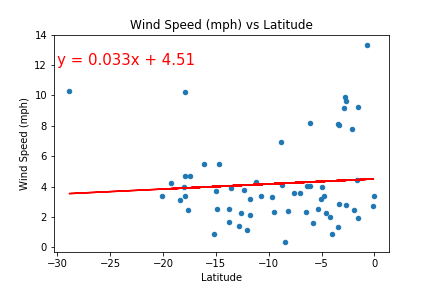 Wind Speed (mph) vs Latitude
y = 0.033x + 4.51
14
12
10
8
6
4
2
0
Wind Speed (mph)
−30 −25 −20 −15 −10 −5 0
Latitude